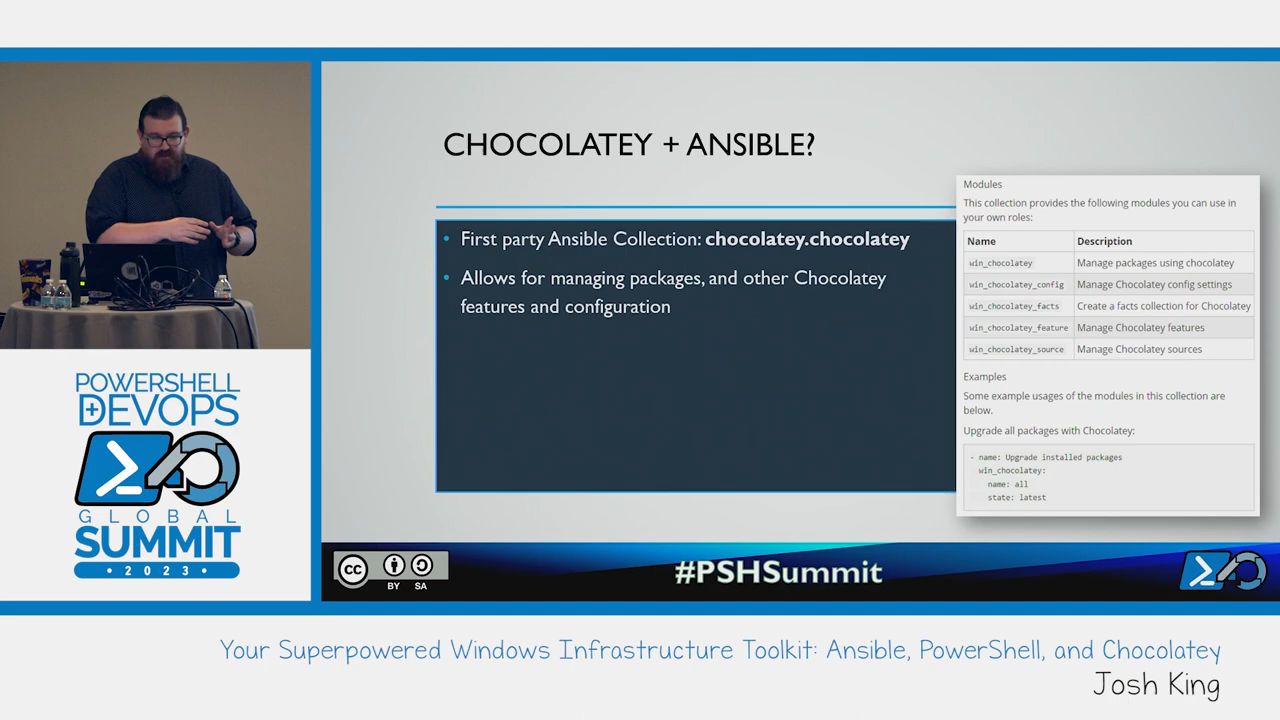 CHOCOLATEY + ANSIBLE?
• First party Ansible Collection: chocolatey.chocolatey
• Allows for managing packages, and other Chocolatey
features and configuration
Modules
This collection provides the following modules you can use in
your own roles:
Name Description
win_chocolatey Manage packages using chocolatey
win_chocolatey_config Manage Chocolatey config settings
win_chocolatey_facts Create a facts collection for Chocolatey
win_chocolatey_feature Manage Chocolatey features
win_chocolatey_source Manage Chocolatey sources
Examples
Some example usages of the modules in this collection are
below.
Upgrade all packages with Chocolatey:
- name: Upgrade installed packages
win_chocolatey:
name: all
state: latest
POWERSHELL
+DEVOPS
GLOBAL
SUMMIT
• 2023 •
cc
BY SA
#PSHSummit
Your Superpowered Windows Infrastructure Toolkit: Ansible, PowerShell, and Chocolatey
Josh King